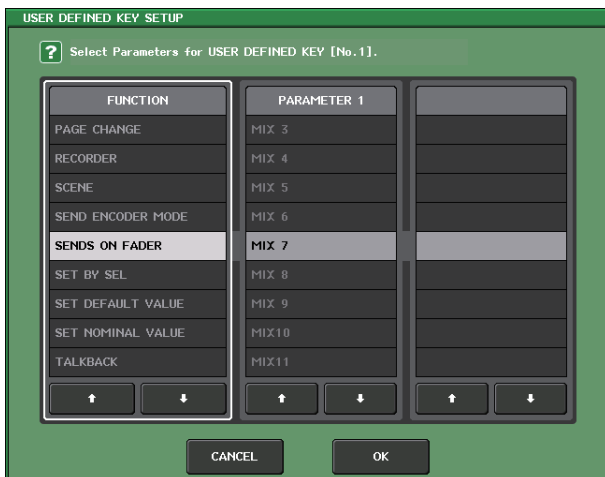 USER DEFINED KEY SETUP
? Select Parameters for USER DEFINED KEY [No.1].
FUNCTION
PAGE CHANGE
RECORDER
SCENE
SEND ENCODER MODE
SENDS ON FADER
SET BY SEL
SET DEFAULT VALUE
SET NOMINAL VALUE
TALKBACK
PARAMETER 1
MIX 3
MIX 4
MIX 5
MIX 6
MIX 7
MIX 8
MIX 9
MIX10
MIX11
CANCEL
OK